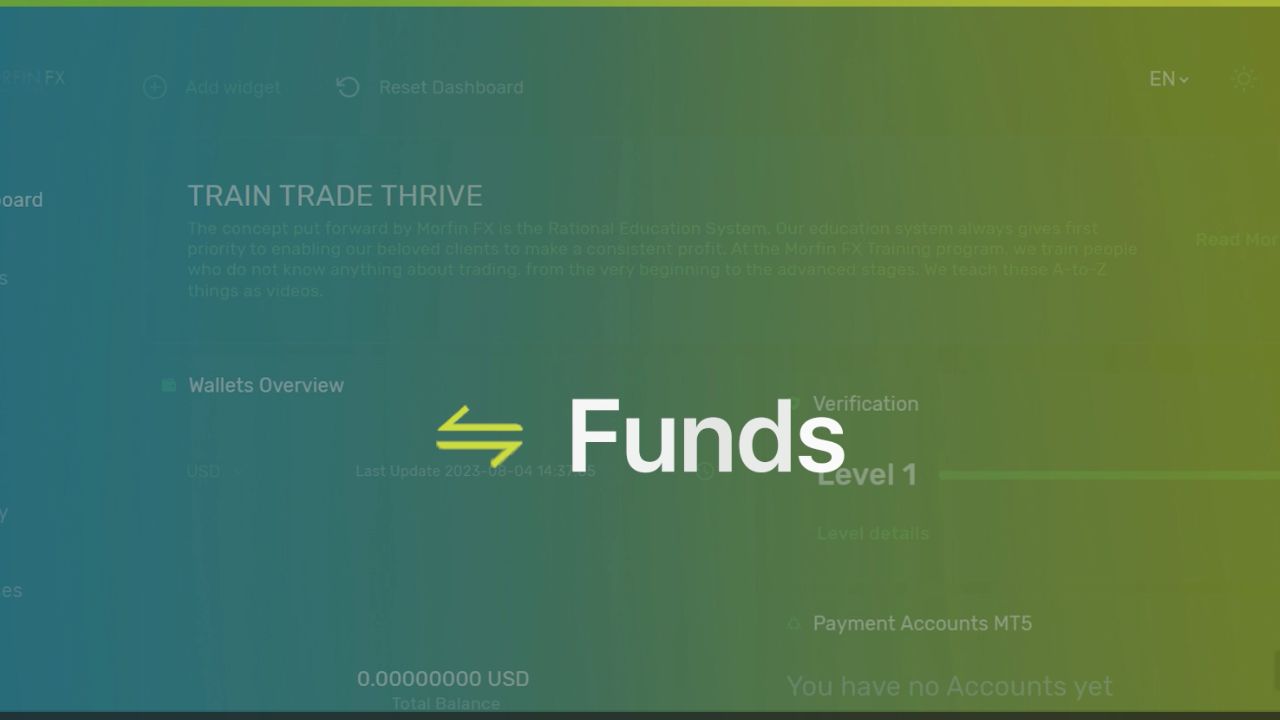 RFIN FX
Add widget
Reset Dashboard
EN
TRAIN TRADE THRIVE
oard
The concept put forward by Morfin FX is the Rational Education System. Our education system always gives first
priority to enabling our beloved clients to make a consistent profit. At the Morfin FX Training program, we train people
who do not know anything about trading, from the very beginning to the advanced stages. We teach these A-to-Z
things as videos.
Read Mor
s
Wallets Overview
Verification
Funds
USD
Last Update 2023-08-04 14:37:
Level 1
y
Level details
es
Payment Accounts MT5
0.00000000 USD
Total Balance
You have no Accounts yet